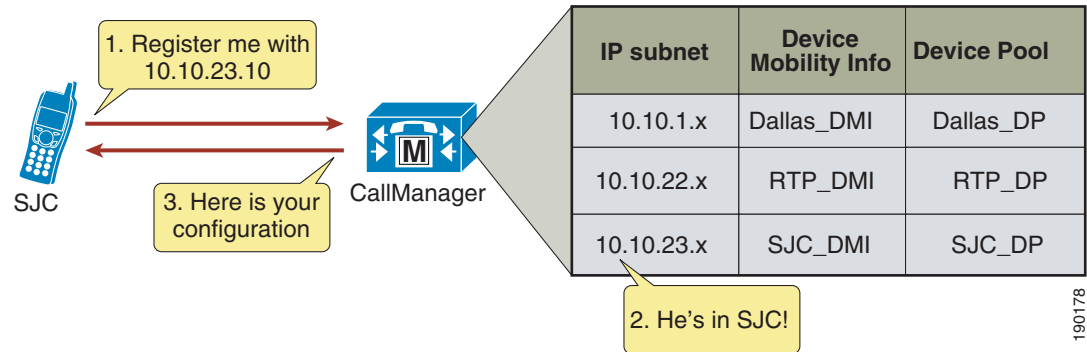 1. Register me with
10.10.23.10
SJC
M
CallManager
3. Here is your
configuration
IP subnet
Device
Mobility Info
Device Pool
10.10.1.x
Dallas_DMI
Dallas_DP
10.10.22.x
RTP_DMI
RTP_DP
10.10.23.x
SJC_DMI
SJC_DP
2. He's in SJC!
190178